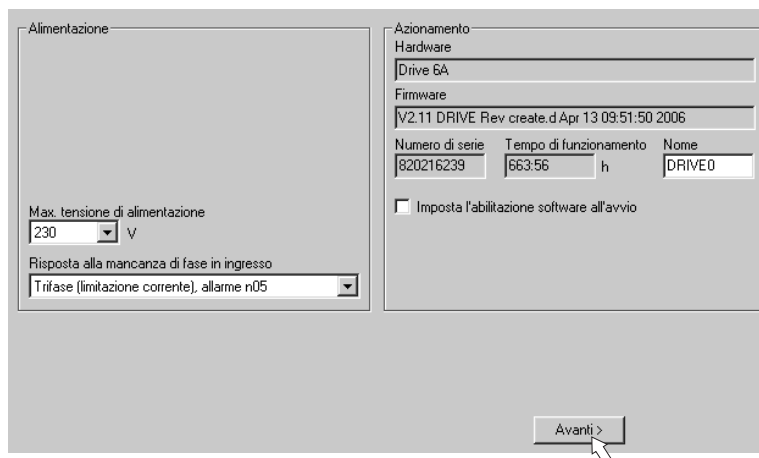 Alimentazione
Max. tensione di alimentazione
230 V
Risposta alla mancanza di fase in ingresso
Trifase (limitazione corrente), allarme n05
Azionamento
Hardware
Drive 6A
Firmware
V2.11 DRIVE Rev create.d Apr 13 09:51:50 2006
Numero di serie Tempo di funzionamento Nome
820216239 663:56 h DRIVE0
Imposta l'abilitazione software all'avvio
Avanti >